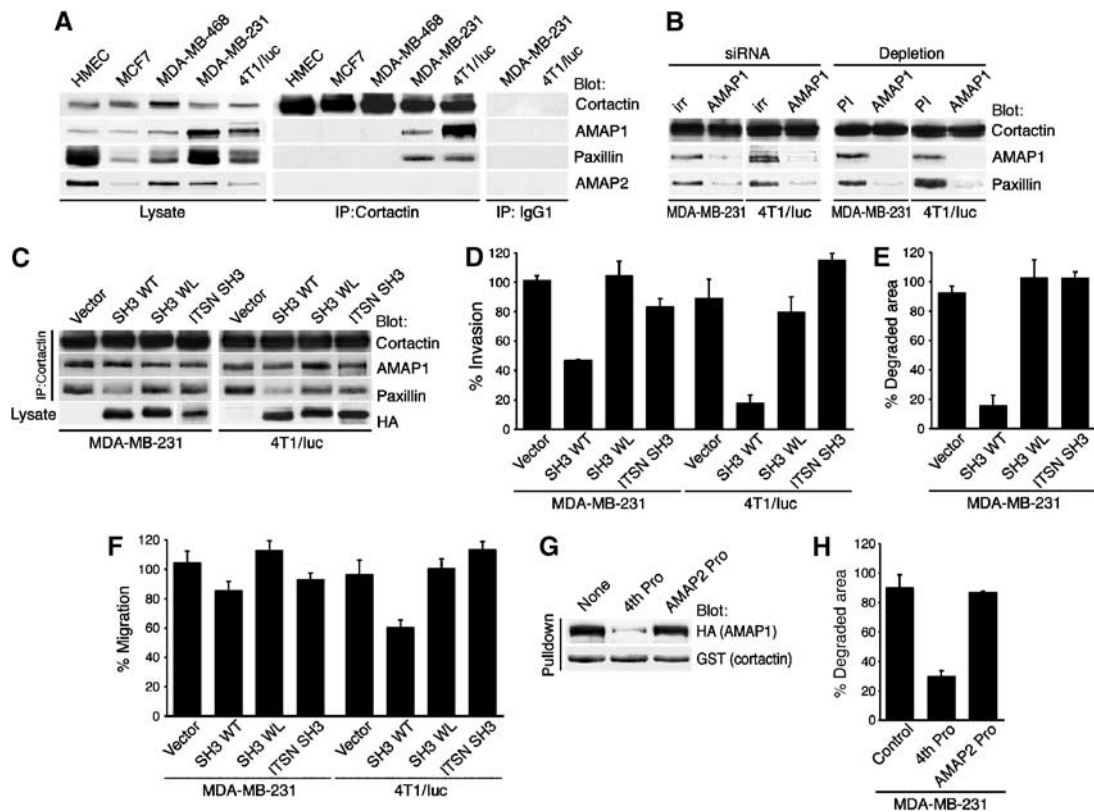 A
HMEC
MCF7
MDA-MB-468
MDA-MB-231
4T1/luc
HMEC
MCF7
MDA-MB-468
MDA-MB-231
4T1/luc
MDA-MB-231
4T1/luc
Blot:
Cortactin
AMAP1
Paxillin
AMAP2
Lysate
IP:Cortactin
IP: IgG1
B
siRNA
Depletion
irr
AMAP1
irr
AMAP1
PI
AMAP1
PI
AMAP1
Blot:
Cortactin
AMAP1
Paxillin
MDA-MB-231
4T1/luc
MDA-MB-231
4T1/luc
C
Vector
SH3 WT
SH3 WL
ITSN SH3
Vector
SH3 WT
SH3 WL
ITSN SH3
Blot:
IP:Cortactin
Cortactin
AMAP1
Paxillin
Lysate
HA
MDA-MB-231
4T1/luc
D
% Invasion
120
100
80
60
40
20
0
Vector
SH3 WT
SH3 WL
ITSN SH3
Vector
SH3 WT
SH3 WL
ITSN SH3
MDA-MB-231
4T1/luc
E
% Degraded area
120
100
80
60
40
20
0
Vector
SH3 WT
SH3 WL
ITSN SH3
MDA-MB-231
F
% Migration
120
100
80
60
40
20
0
Vector
SH3 WT
SH3 WL
ITSN SH3
Vector
SH3 WT
SH3 WL
ITSN SH3
MDA-MB-231
4T1/luc
G
None
4th Pro
AMAP2 Pro
Blot:
Pulldown
HA (AMAP1)
GST (cortactin)
H
% Degraded area
120
100
80
60
40
20
0
Control
4th Pro
AMAP2 Pro
MDA-MB-231